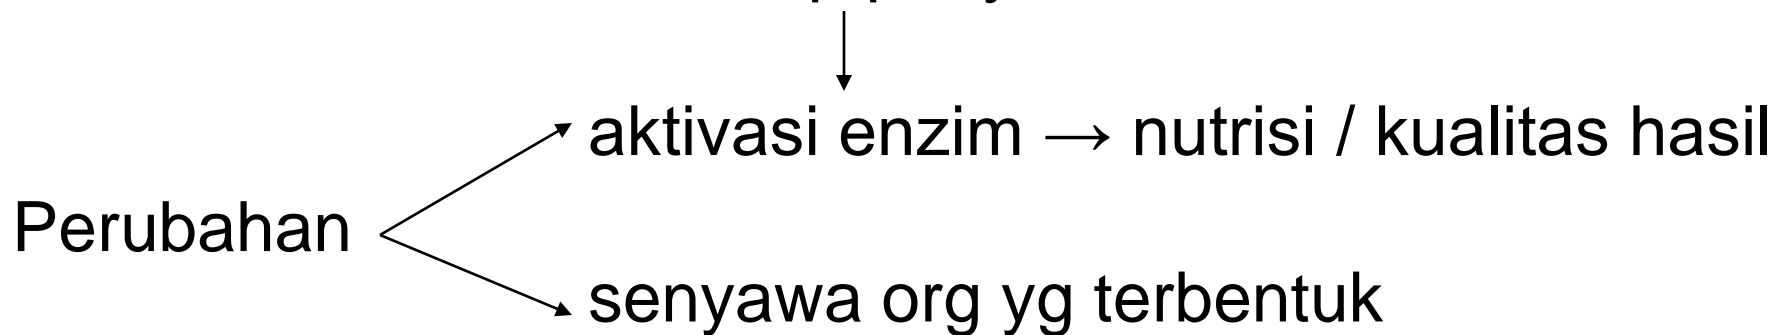 aktivasi enzim → nutrisi / kualitas hasil
Perubahan
senyawa org yg terbentuk